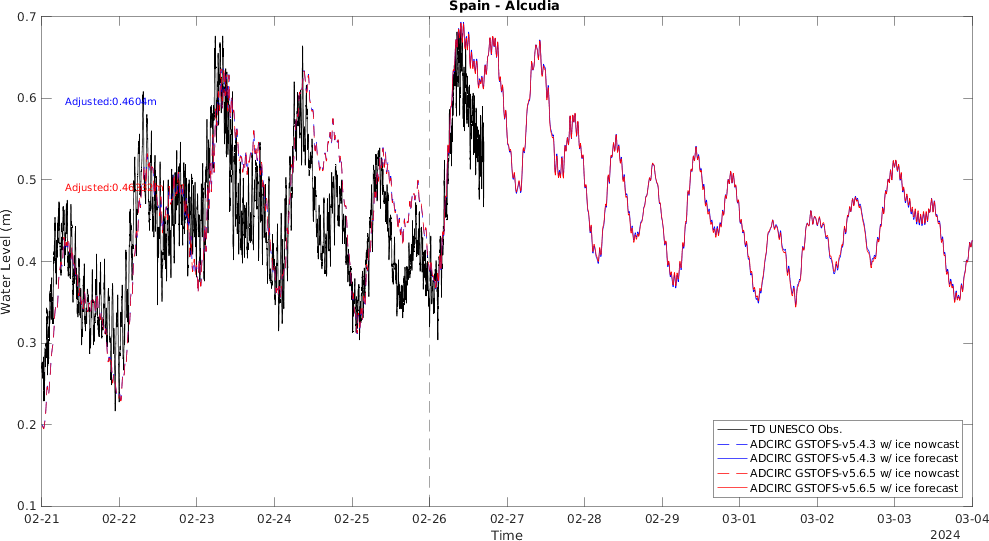 Spain - Alcudia
Water Level (m)
0.7
0.6
0.5
0.4
0.3
0.2
0.1
Adjusted:0.4604m
02-21
02-22
02-23
02-24
02-25
02-26
02-27
02-28
02-29
03-01
03-02
03-03
03-04
Time
2024
TD UNESCO Obs.
ADCIRC GSTOFS-v5.4.3 w/ ice nowcast
ADCIRC GSTOFS-v5.4.3 w/ ice forecast
ADCIRC GSTOFS-v5.6.5 w/ ice nowcast
ADCIRC GSTOFS-v5.6.5 w/ ice forecast